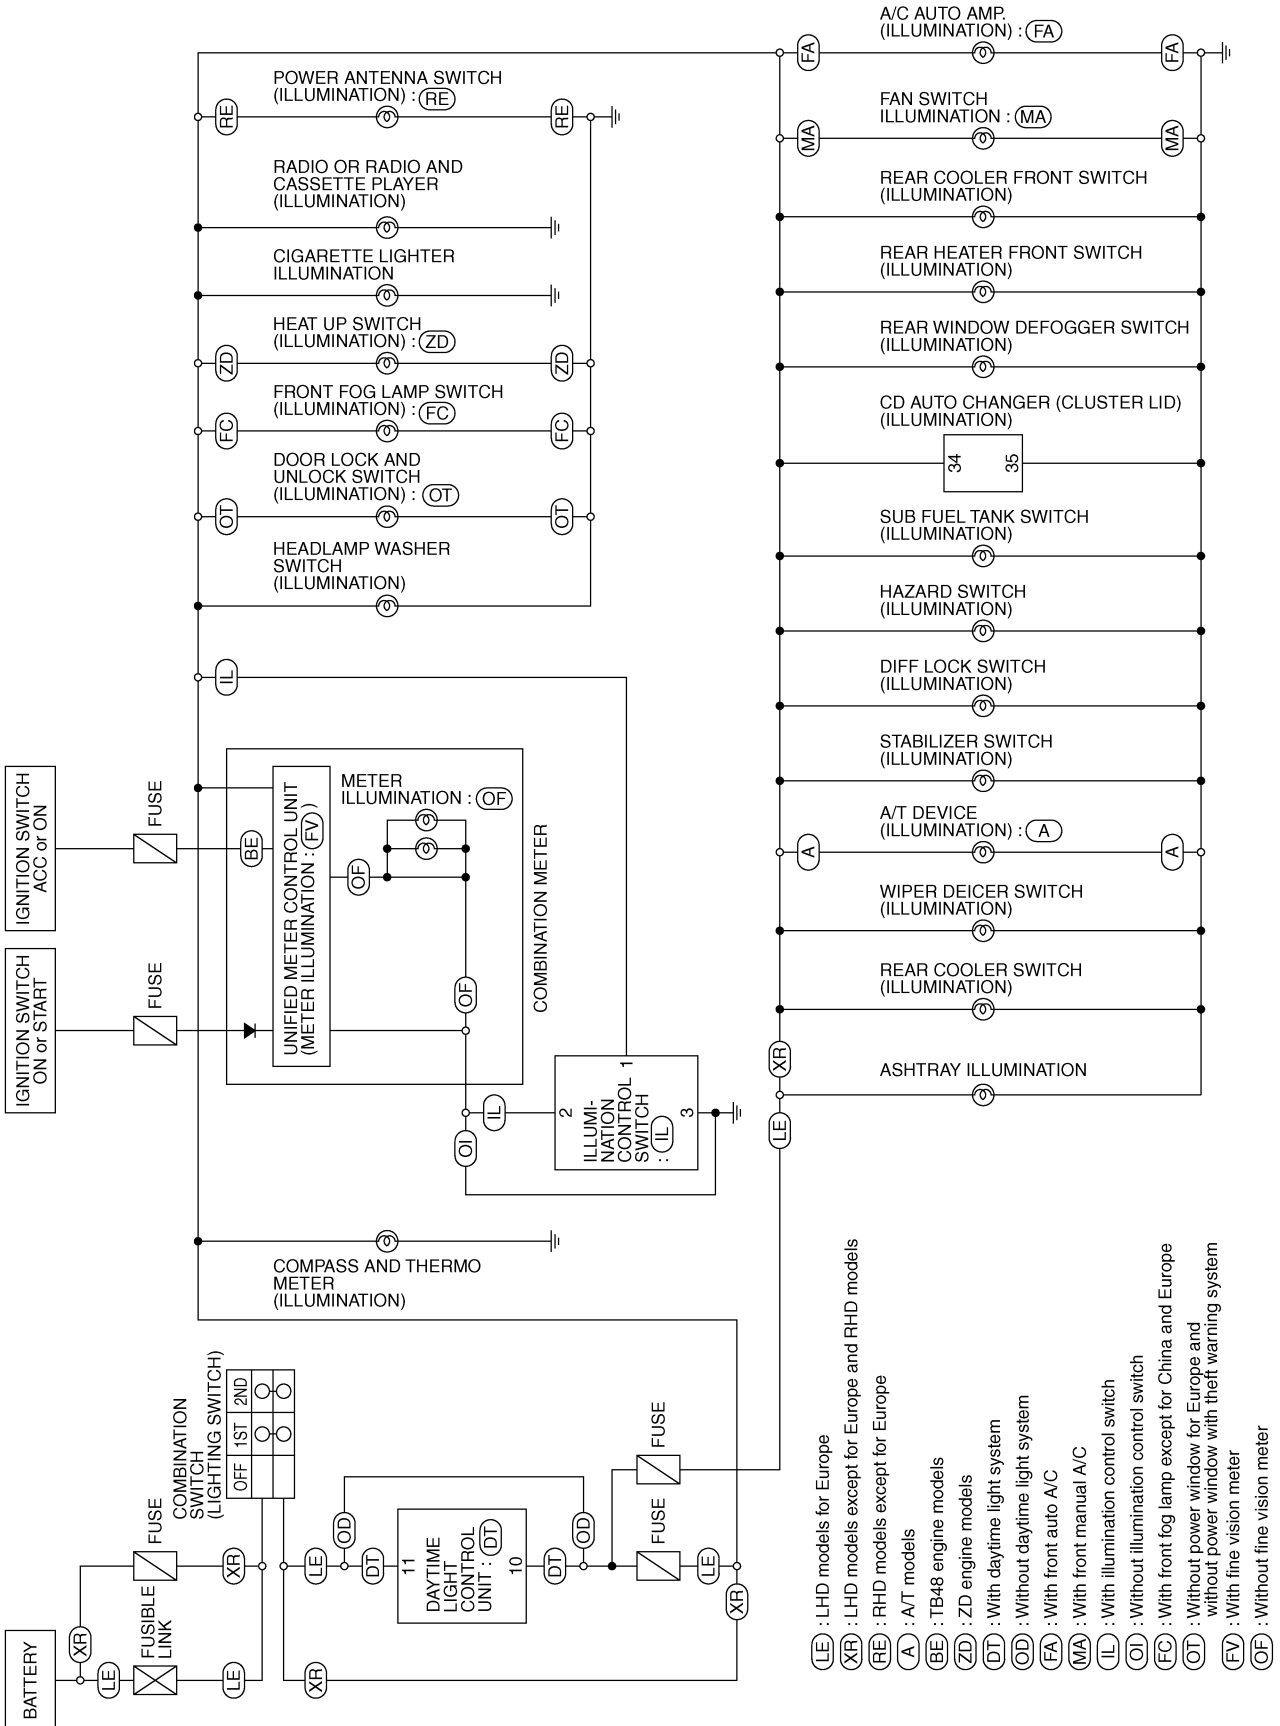 A/C AUTO AMP.
(ILLUMINATION) : FA
FA
FA
POWER ANTENNA SWITCH
(ILLUMINATION) : RE
RE
RE
FAN SWITCH
ILLUMINATION : MA
MA
MA
RADIO OR RADIO AND
CASSETTE PLAYER
(ILLUMINATION)
REAR COOLER FRONT SWITCH
(ILLUMINATION)
CIGARETTE LIGHTER
ILLUMINATION
REAR HEATER FRONT SWITCH
(ILLUMINATION)
HEAT UP SWITCH
(ILLUMINATION) : ZD
ZD
ZD
REAR WINDOW DEFOGGER SWITCH
(ILLUMINATION)
FRONT FOG LAMP SWITCH
(ILLUMINATION) : FC
FC
FC
CD AUTO CHANGER (CLUSTER LID)
(ILLUMINATION)
34
35
DOOR LOCK AND
UNLOCK SWITCH
(ILLUMINATION) : OT
OT
OT
SUB FUEL TANK SWITCH
(ILLUMINATION)
HEADLAMP WASHER
SWITCH
(ILLUMINATION)
HAZARD SWITCH
(ILLUMINATION)
IL
DIFF LOCK SWITCH
(ILLUMINATION)
STABILIZER SWITCH
(ILLUMINATION)
A/T DEVICE
(ILLUMINATION) : A
A
A
WIPER DEICER SWITCH
(ILLUMINATION)
REAR COOLER SWITCH
(ILLUMINATION)
XR
ASHTRAY ILLUMINATION
LE
IGNITION SWITCH
ACC or ON
FUSE
BE
IGNITION SWITCH
ON or START
FUSE
UNIFIED METER CONTROL UNIT
(METER ILLUMINATION : FV )
METER
ILLUMINATION : OF
OF
OF
COMBINATION METER
IL
OI
2
1
3
ILLUMI-
NATION
CONTROL
SWITCH
: IL
COMPASS AND THERMO
METER
(ILLUMINATION)
BATTERY
XR
LE
FUSIBLE
LINK
FUSE
XR
LE
COMBINATION
SWITCH
(LIGHTING SWITCH)
OFF
1ST
2ND
LE
XR
OD
DT
11
DAYTIME
LIGHT
CONTROL
UNIT : DT
10
DT
OD
FUSE
FUSE
LE
XR
LE : LHD models for Europe
XR : LHD models except for Europe and RHD models
RE : RHD models except for Europe
A : A/T models
BE : TB48 engine models
ZD : ZD engine models
DT : With daytime light system
OD : Without daytime light system
FA : With front auto A/C
MA : With front manual A/C
IL : With illumination control switch
OI : Without illumination control switch
FC : With front fog lamp except for China and Europe
OT : Without power window for Europe and
without power window with theft warning system
FV : With fine vision meter
OF : Without fine vision meter